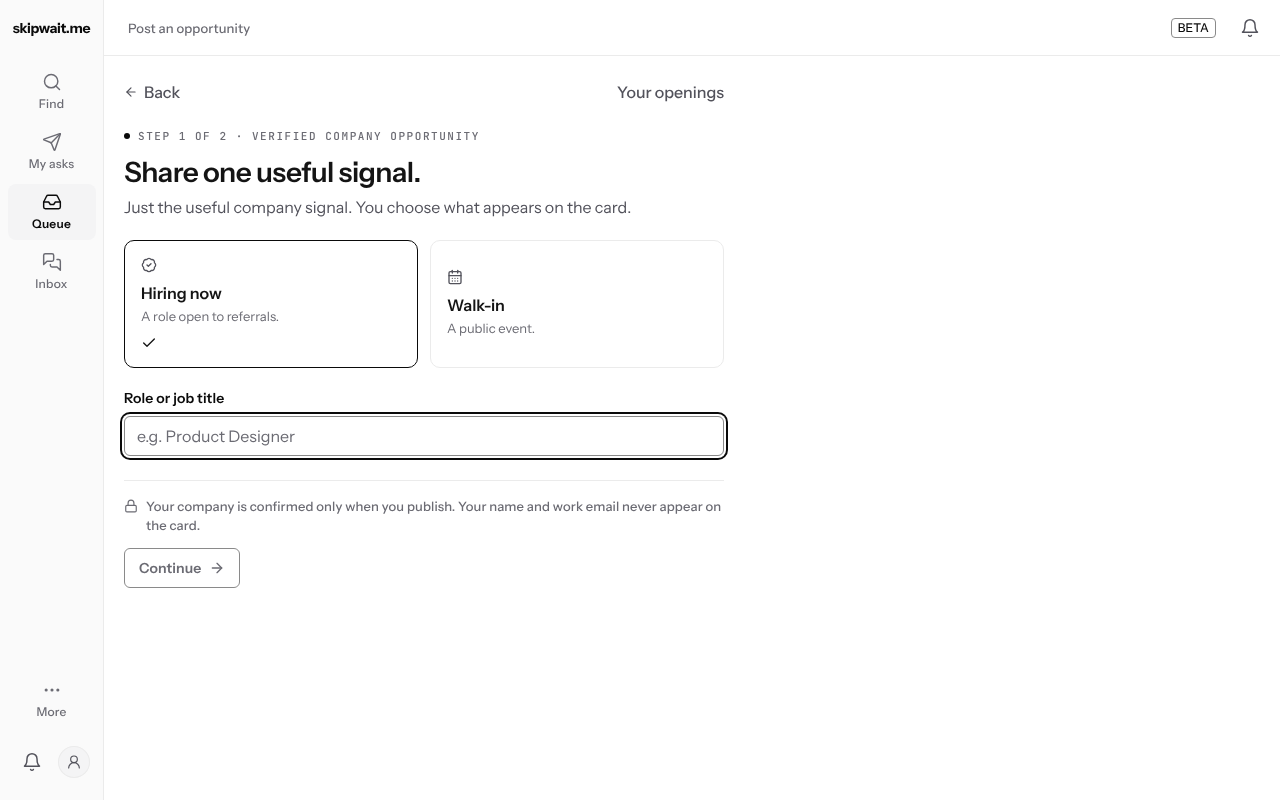 skipwait.me
Post an opportunity
BETA
Find
My asks
Queue
Inbox
More
Back
Your openings
STEP 1 OF 2 · VERIFIED COMPANY OPPORTUNITY
Share one useful signal.
Just the useful company signal. You choose what appears on the card.
Hiring now
A role open to referrals.
Walk-in
A public event.
Role or job title
e.g. Product Designer
Your company is confirmed only when you publish. Your name and work email never appear on
the card.
Continue